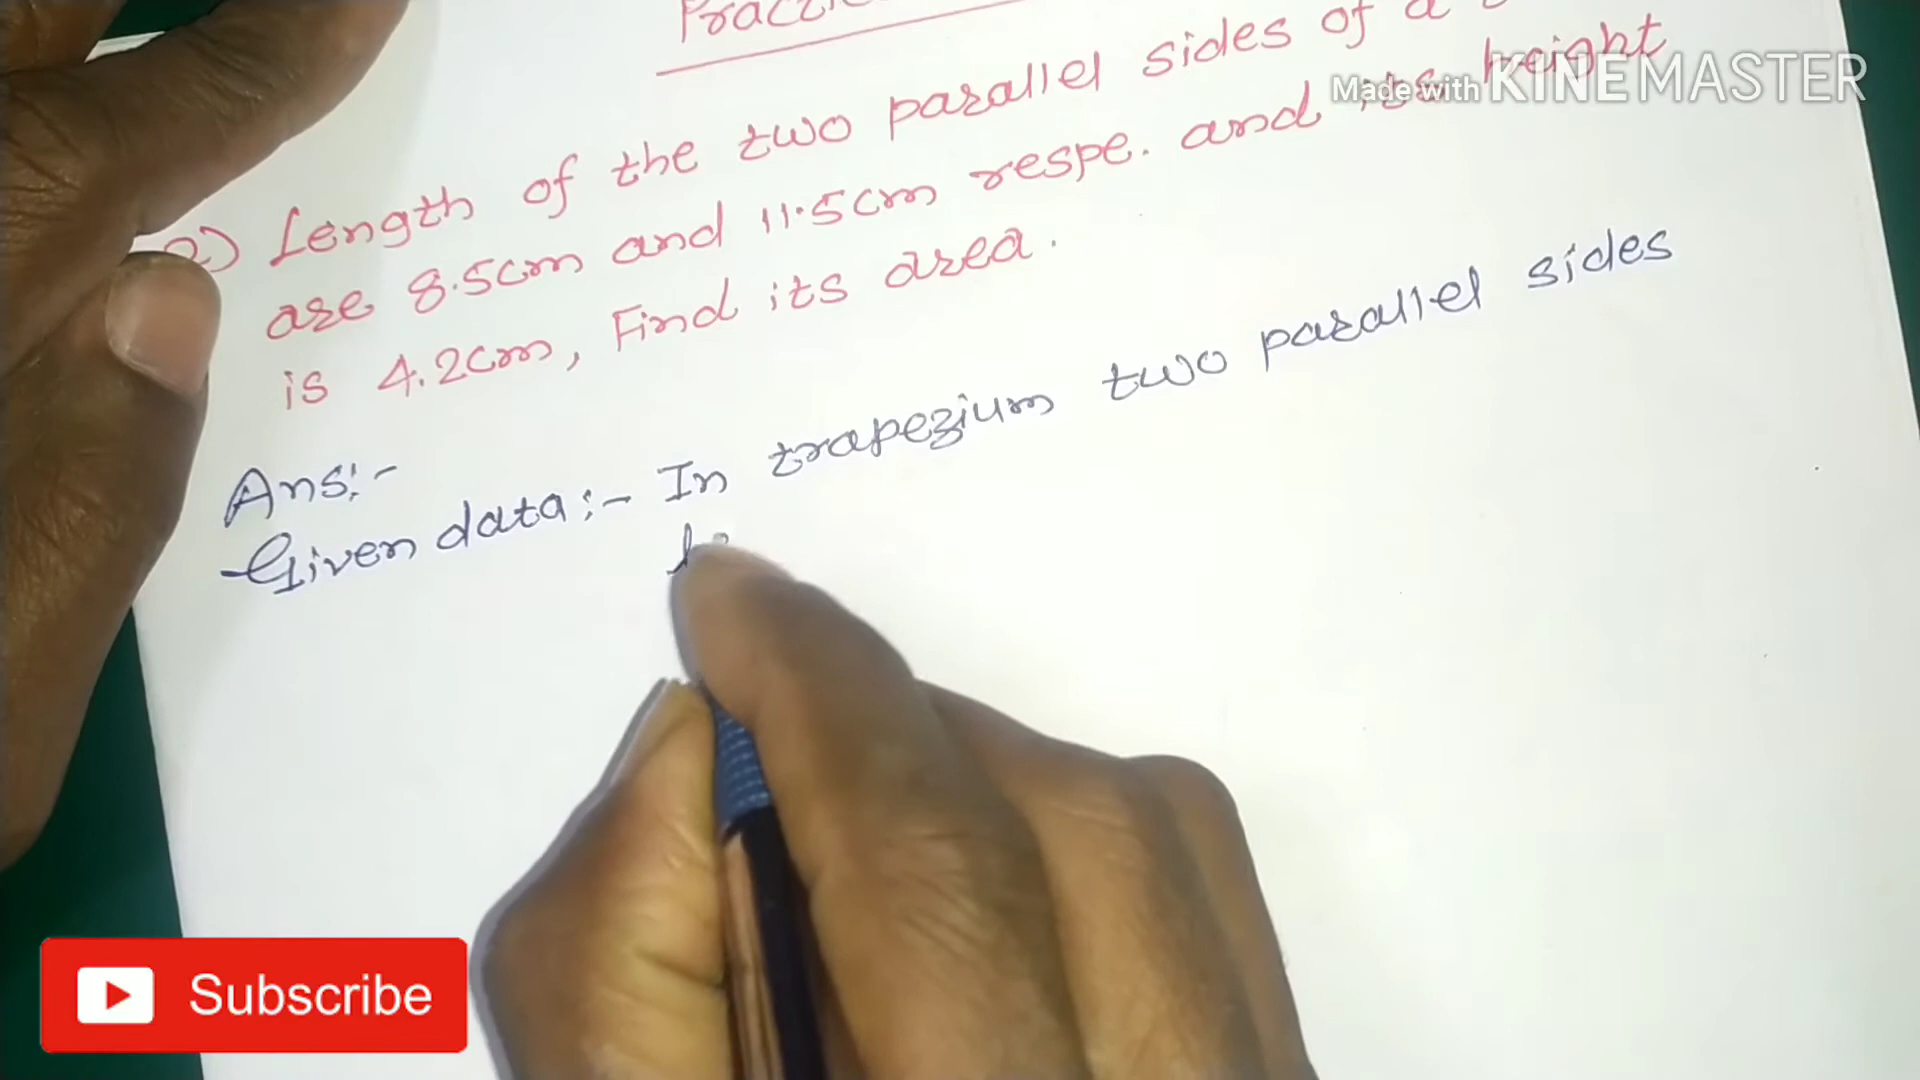 Made with KINEMASTER
2) Length of the two parallel sides of a
are 8.5cm and 11.5cm respe. and its height
is 4.2cm, Find its area.
Ans:-
Given data:- In trapezium two parallel sides
Subscribe